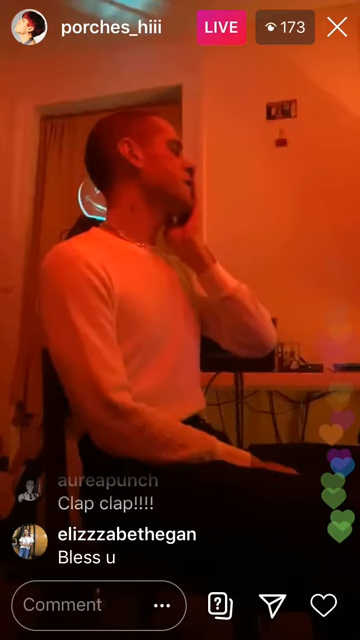 porches_hiii
LIVE
173
aureapunch
Clap clap!!!!
elizzzabethegan
Bless u
Comment